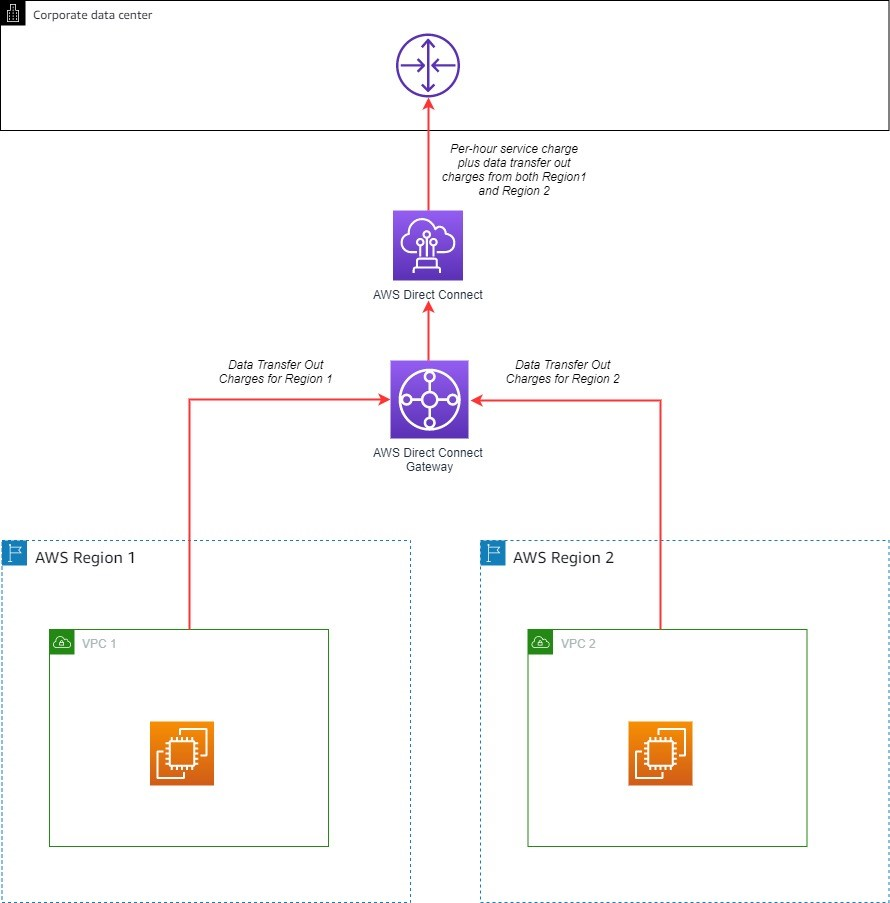 Corporate data center
Per-hour service charge
plus data transfer out
charges from both Region1
and Region 2
AWS Direct Connect
Data Transfer Out
Charges for Region 1
Data Transfer Out
Charges for Region 2
AWS Direct Connect
Gateway
AWS Region 1
AWS Region 2
VPC 1
VPC 2